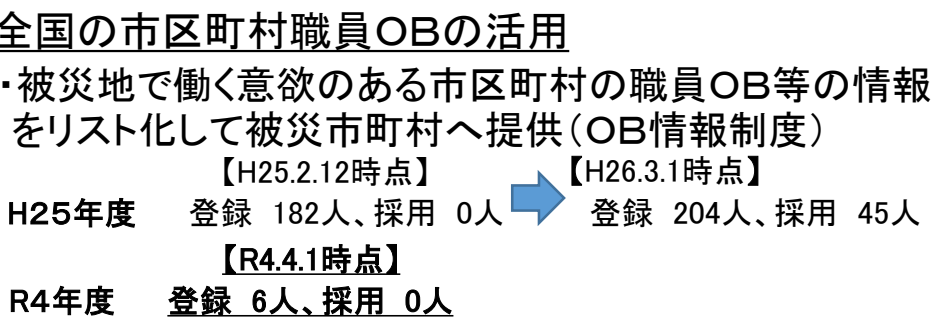 全国の市区町村職員OBの活用
・被災地で働く意欲のある市区町村の職員OB等の情報
をリスト化して被災市町村へ提供(OB情報制度)
【H25.2.12時点】 【H26.3.1時点】
H25年度 登録 182人、採用 0人 登録 204人、採用 45人
【R4.4.1時点】
R4年度 登録 6人、採用 0人